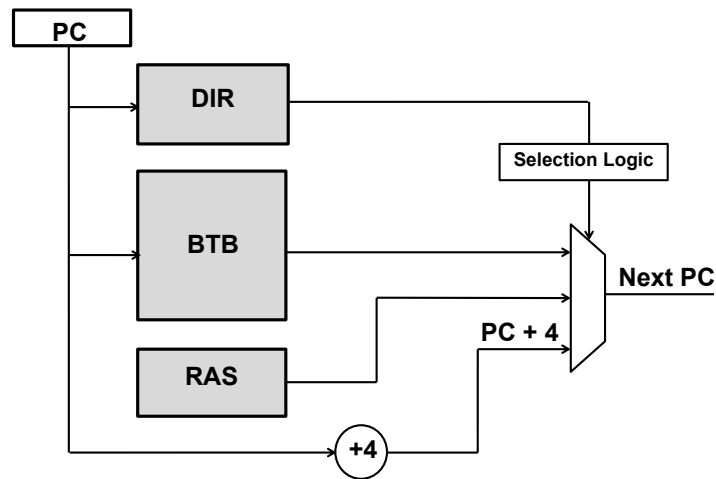 PC
DIR
Selection Logic
BTB
Next PC
PC + 4
RAS
+4